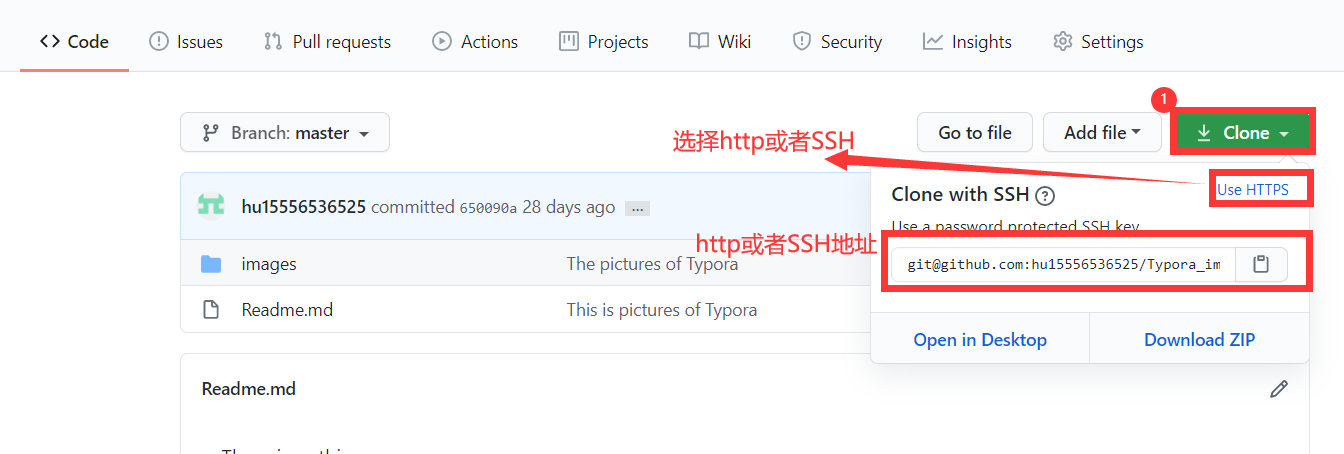 Code Issues Pull requests Actions Projects Wiki Security Insights Settings
1
Branch: master Go to file Add file Clone
选择http或者SSH
Use HTTPS
Clone with SSH
hu15556536525 committed 650090a 28 days ago ...
Use a password protected SSH key
http或者SSH地址
git@github.com:hu15556536525/Typora_im
images The pictures of Typora
Readme.md This is pictures of Typora
Open in Desktop Download ZIP
Readme.md